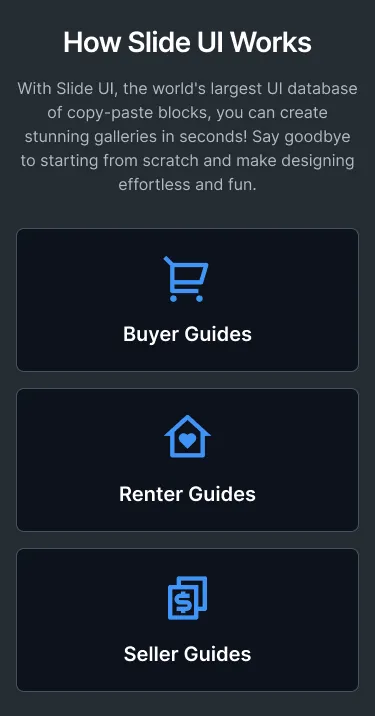 How Slide UI Works
With Slide UI, the world's largest UI database
of copy-paste blocks, you can create
stunning galleries in seconds! Say goodbye
to starting from scratch and make designing
effortless and fun.
Buyer Guides
Renter Guides
$
Seller Guides